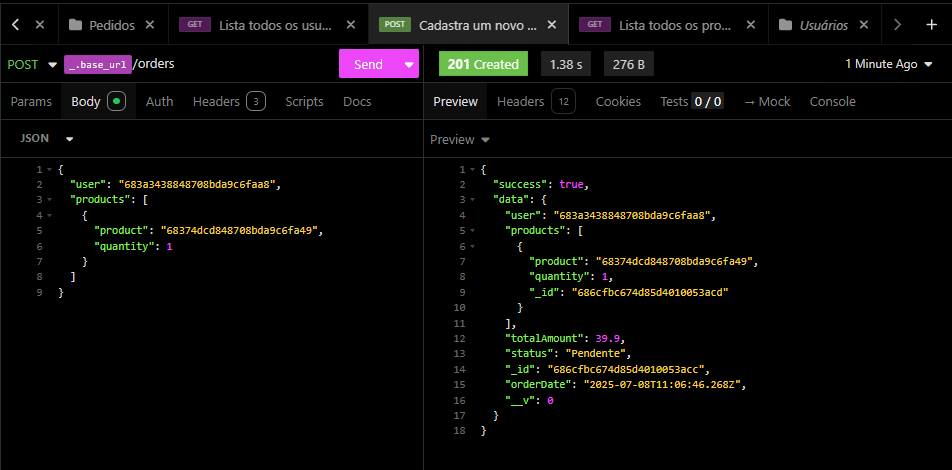 Pedidos
GET Lista todos os usu...
POST Cadastra um novo ...
GET Lista todos os pro...
Usuários
POST _.base_url/orders
Send
201 Created
1.38 s
276 B
1 Minute Ago
Params
Body
Auth
Headers 3
Scripts
Docs
Preview
Headers 12
Cookies
Tests 0 / 0
→ Mock
Console
JSON
Preview
1 {
2 "user": "683a3438848708bda9c6faa8",
3 "products": [
4 {
5 "product": "68374dcd848708bda9c6fa49",
6 "quantity": 1
7 }
8 ]
9 }
1 {
2 "success": true,
3 "data": {
4 "user": "683a3438848708bda9c6faa8",
5 "products": [
6 {
7 "product": "68374dcd848708bda9c6fa49",
8 "quantity": 1,
9 "_id": "686cfbc674d85d4010053acd"
10 }
11 ],
12 "totalAmount": 39.9,
13 "status": "Pendente",
14 "_id": "686cfbc674d85d4010053acc",
15 "orderDate": "2025-07-08T11:06:46.268Z",
16 "__v": 0
17 }
18 }